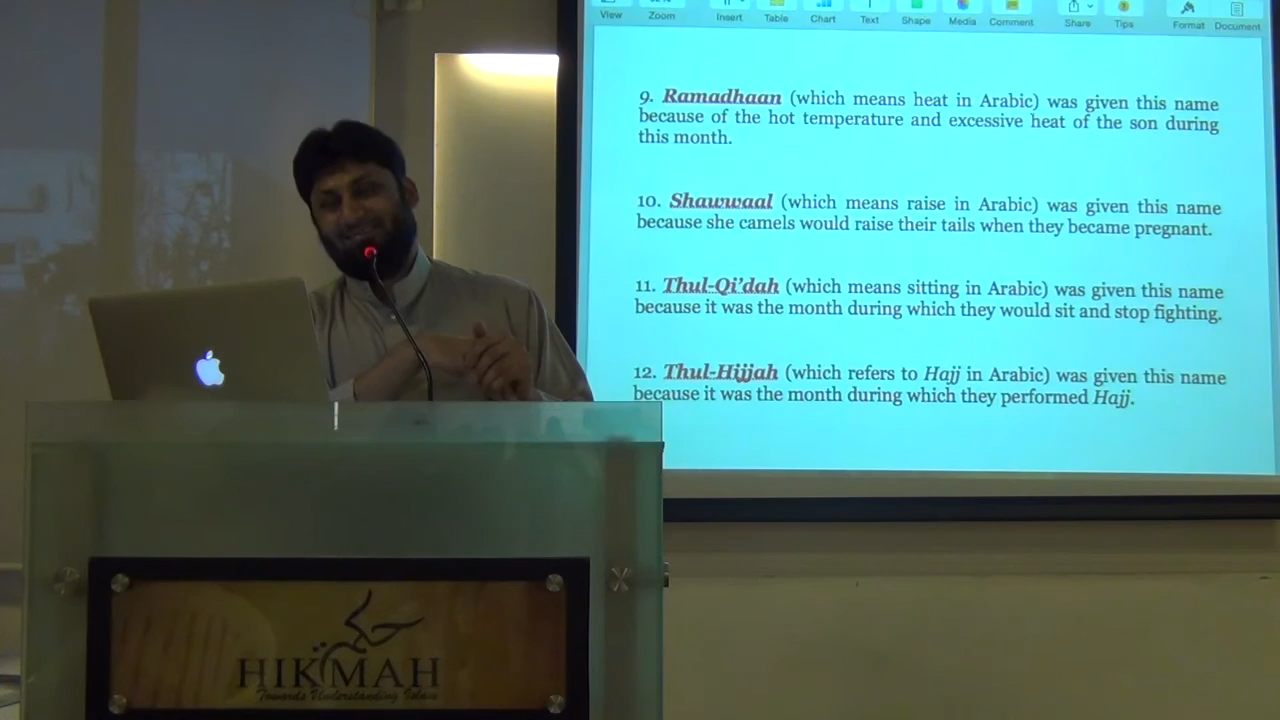 View Zoom Insert Table Chart Text Shape Media Comment Share Tips Format Document
9. Ramadhaan (which means heat in Arabic) was given this name
because of the hot temperature and excessive heat of the son during
this month.
10. Shawwaal (which means raise in Arabic) was given this name
because she camels would raise their tails when they became pregnant.
11. Thul-Qi'dah (which means sitting in Arabic) was given this name
because it was the month during which they would sit and stop fighting.
12. Thul-Hijjah (which refers to Hajj in Arabic) was given this name
because it was the month during which they performed Hajj.
حكمة
HIKMAH
Towards Understanding Islam